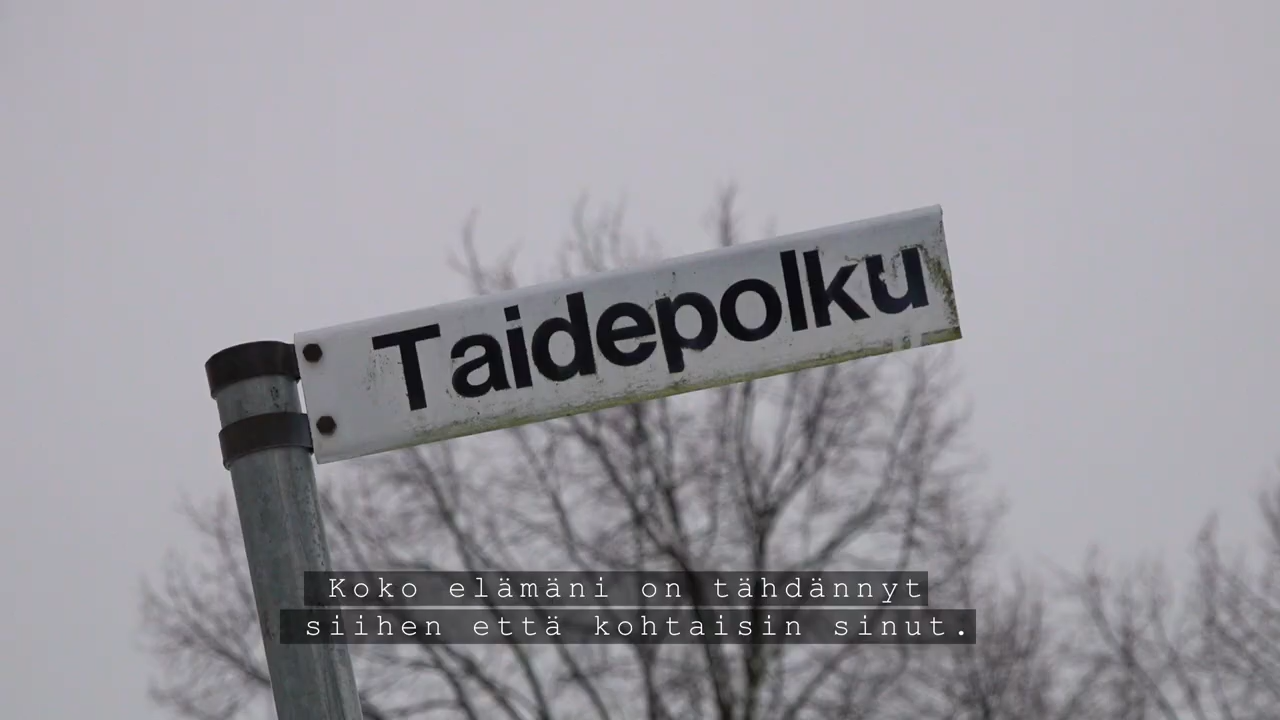 Taidepolku
Koko elämäni on tähdännyt
siihen että kohtaisin sinut.